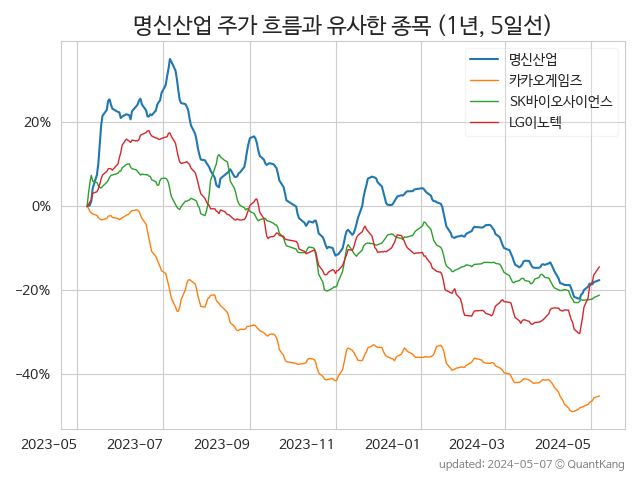 명신산업 주가 흐름과 유사한 종목 (1년, 5일선)
명신산업
카카오게임즈
SK바이오사이언스
LG이노텍
20%
0%
−20%
−40%
2023-05 2023-07 2023-09 2023-11 2024-01 2024-03 2024-05
updated: 2024-05-07 © QuantKang